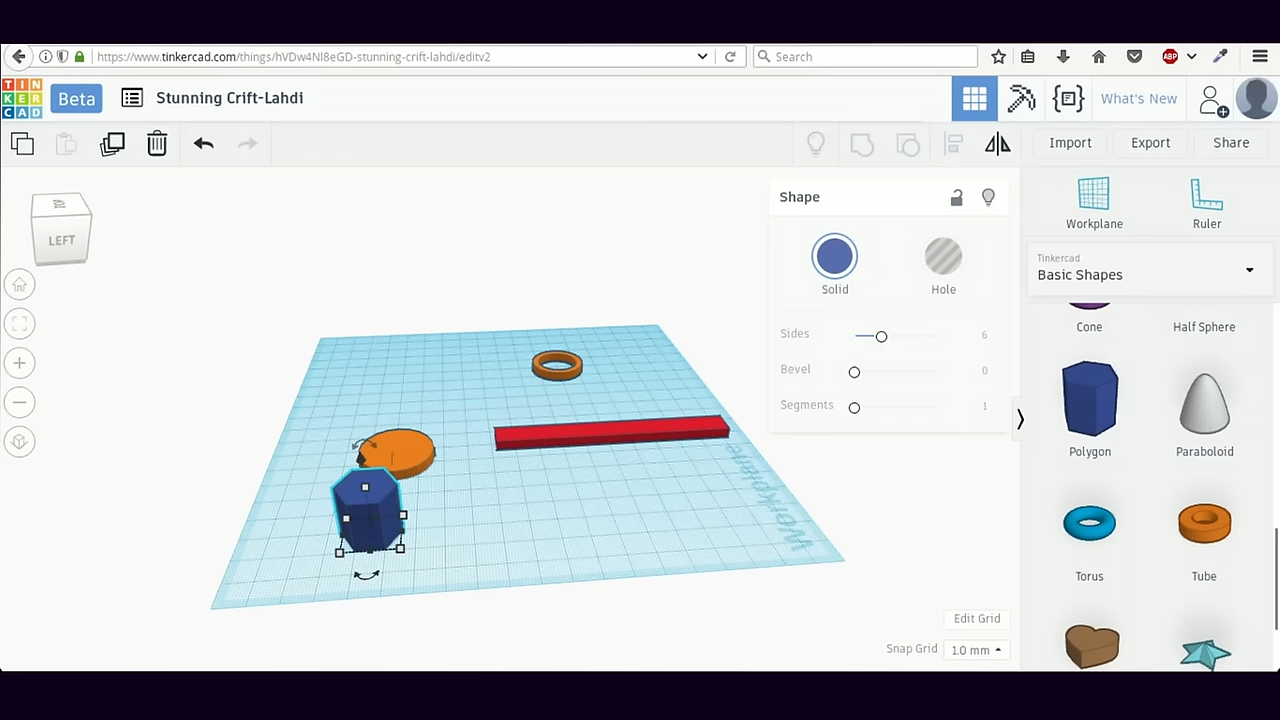 https://www.tinkercad.com/things/hVDw4Nl8eGD-stunning-crift-lahdi/editv2
Search
ABP
TIN
KER
CAD
Beta
Stunning Crift-Lahdi
What's New
Import
Export
Share
Shape
Solid
Hole
Sides
6
Bevel
0
Segments
1
Workplane
Ruler
Tinkercad
Basic Shapes
Cone
Half Sphere
Polygon
Paraboloid
Torus
Tube
LEFT
Workplane
Edit Grid
Snap Grid
1.0 mm